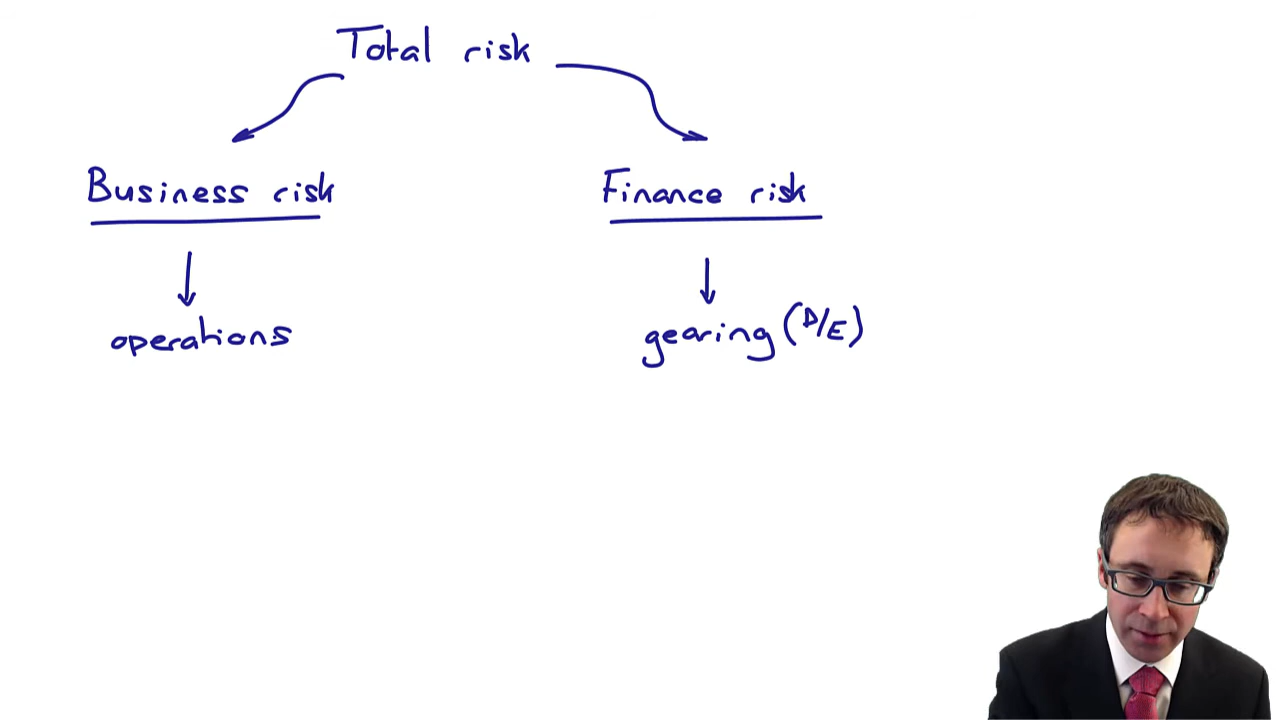 Total risk
Business risk
Finance risk
operations
gearing (D/E)